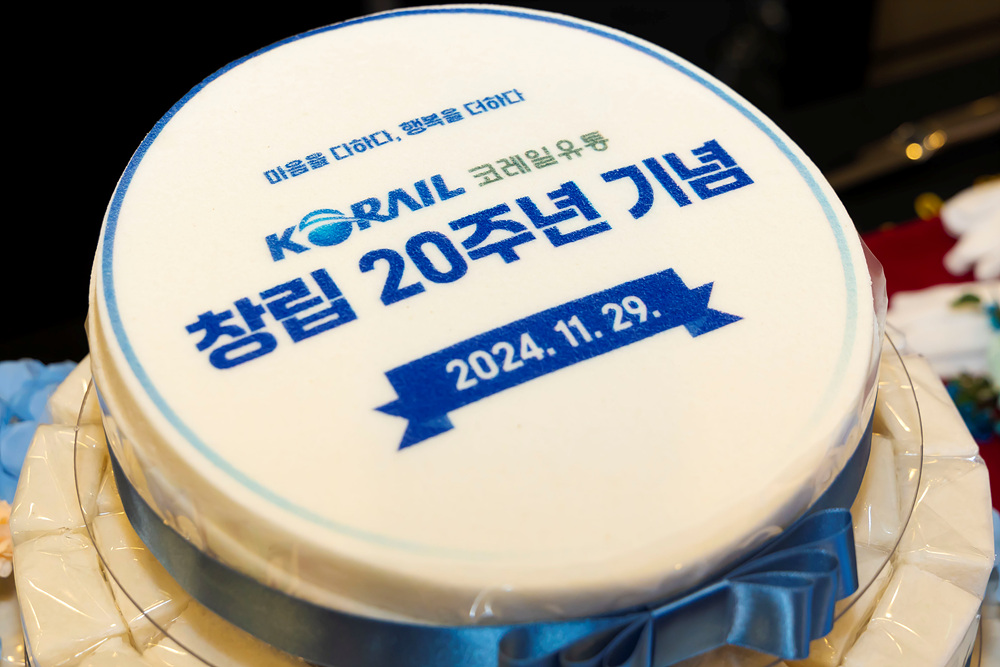 마음을 다하다, 행복을 더하다
KORAIL 코레일유통
창립 20주년 기념
2024. 11. 29.